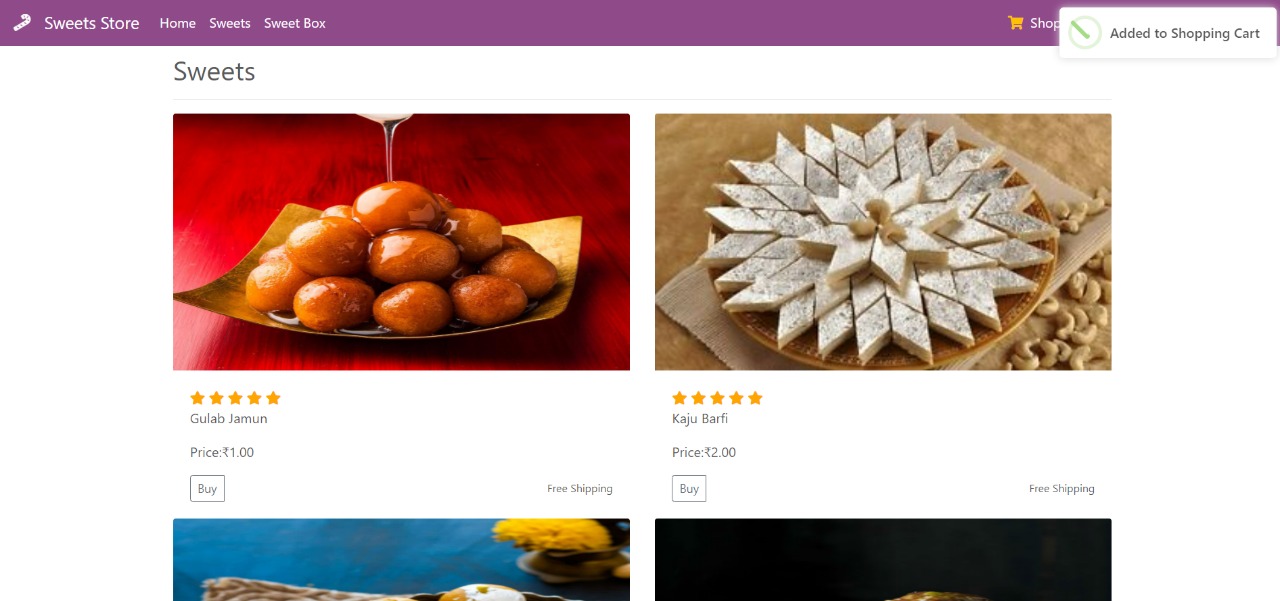 Sweets Store Home Sweets Sweet Box Shop
Added to Shopping Cart
Sweets
Gulab Jamun
Price:₹1.00
Buy Free Shipping
Kaju Barfi
Price:₹2.00
Buy Free Shipping